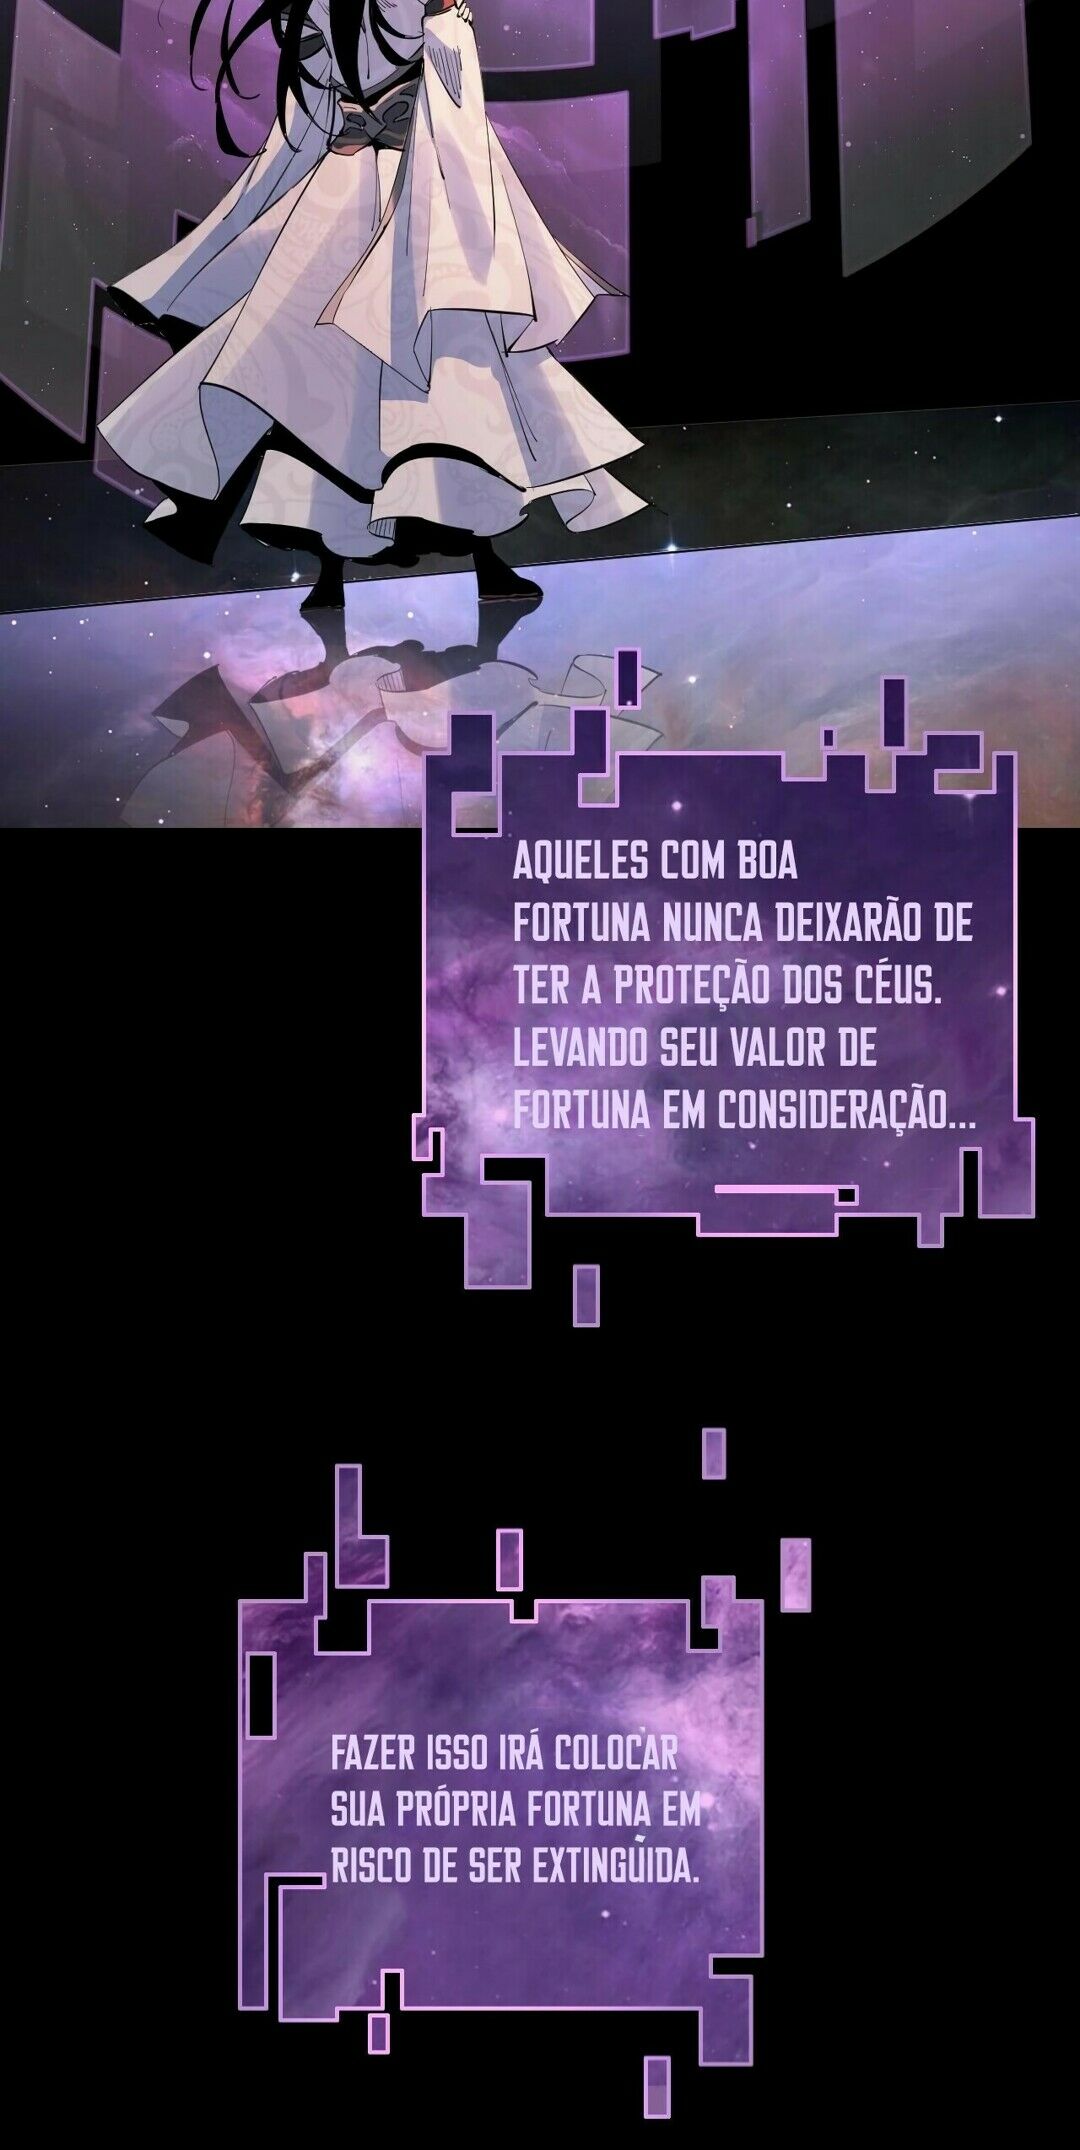 AQUELES COM BOA
FORTUNA NUNCA DEIXARÃO DE
TER A PROTEÇÃO DOS CÉUS.
LEVANDO SEU VALOR DE
FORTUNA EM CONSIDERAÇÃO...
FAZER ISSO IRÁ COLOCAR
SUA PRÓPRIA FORTUNA EM
RISCO DE SER EXTINGUIDA.